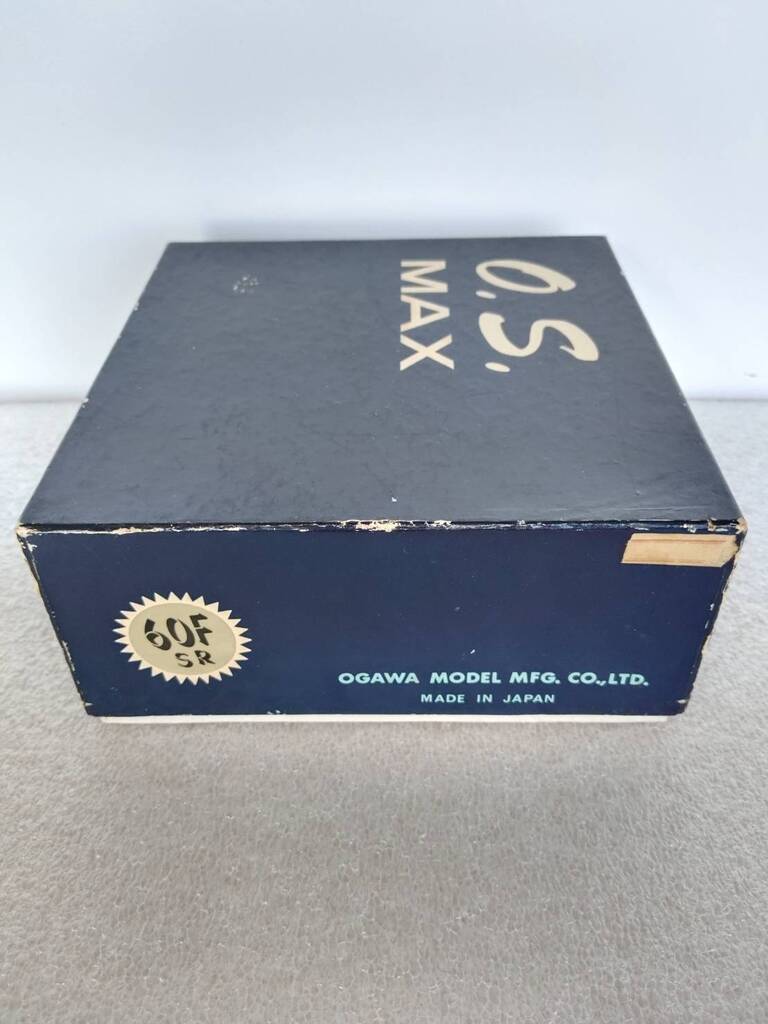 O.S.
MAX
60F
SR
OGAWA MODEL MFG. CO.,LTD.
MADE IN JAPAN